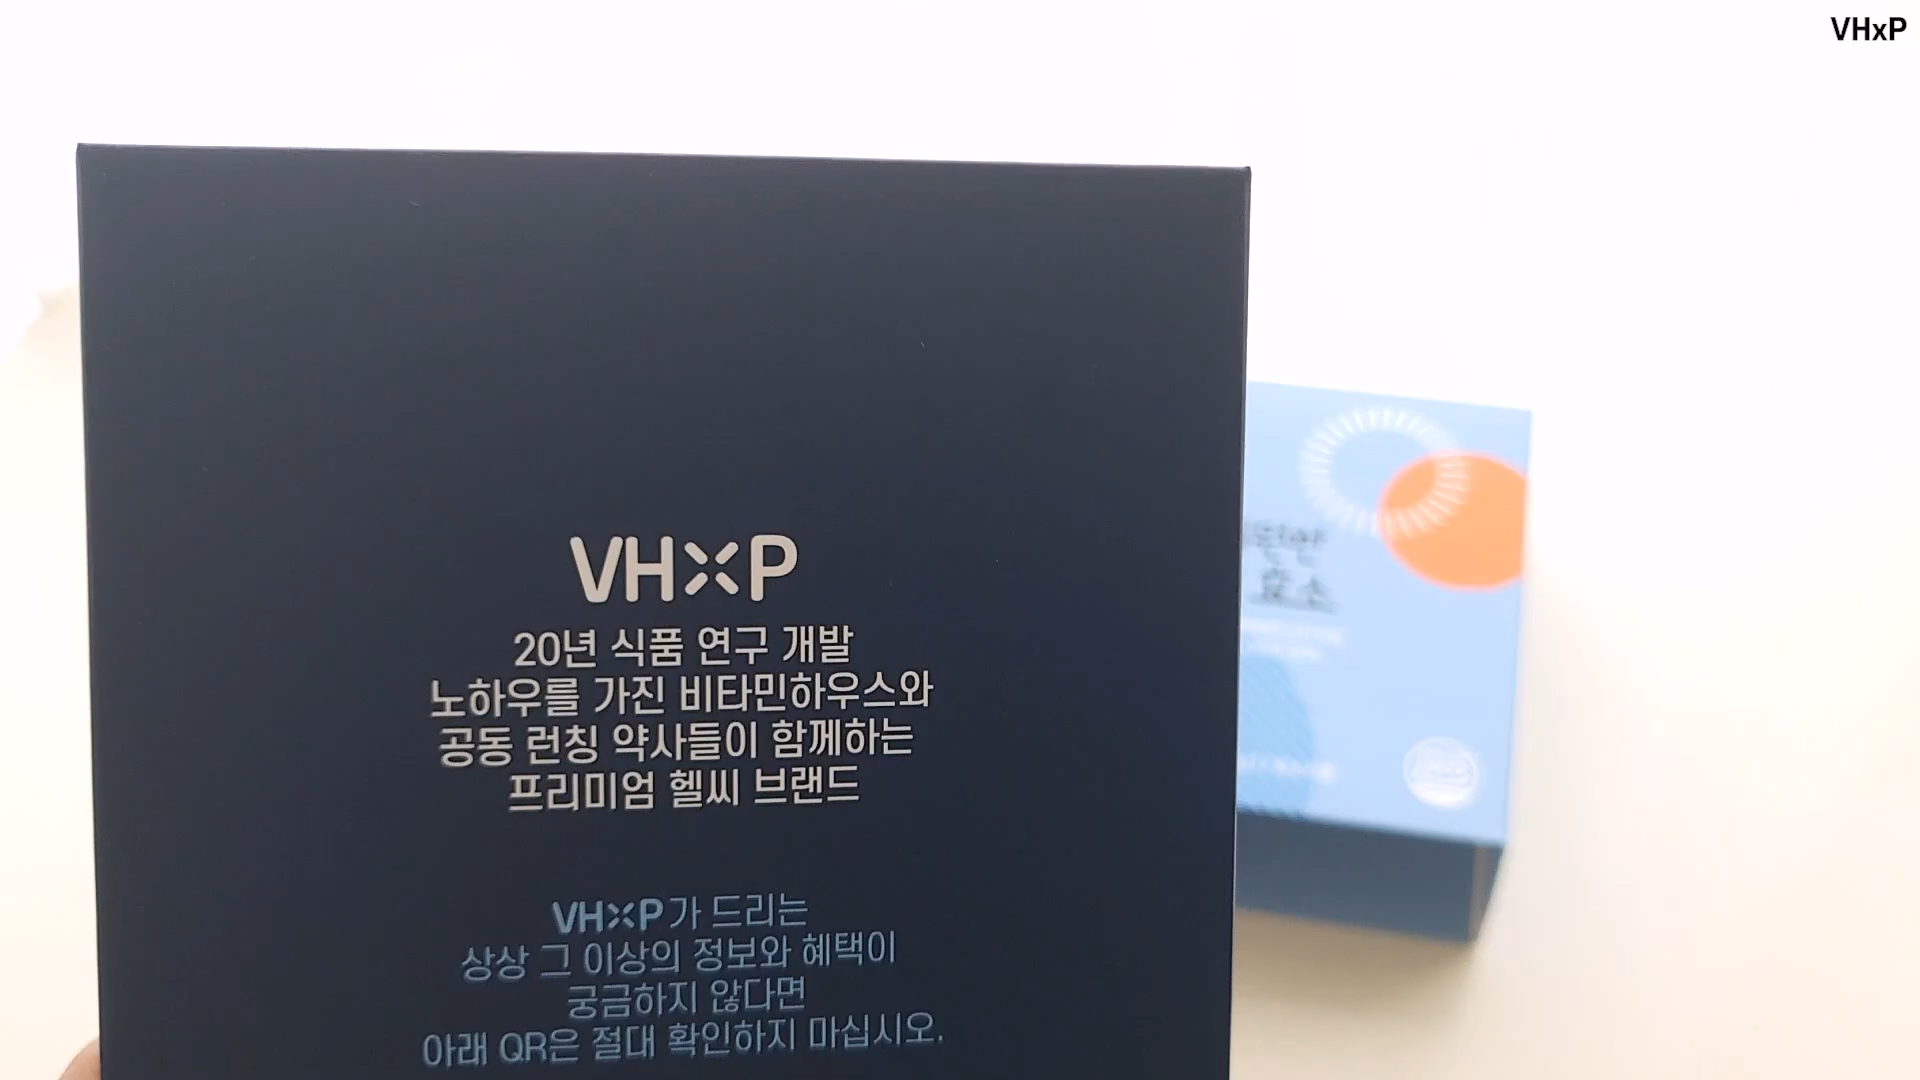 VHxP
VHXP
20년 식품 연구 개발
노하우를 가진 비타민하우스와
공동 런칭 약사들이 함께하는
프리미엄 헬씨 브랜드
VHXP가 드리는
상상 그 이상의 정보와 혜택이
궁금하지 않다면
아래 QR은 절대 확인하지 마십시오.
효소